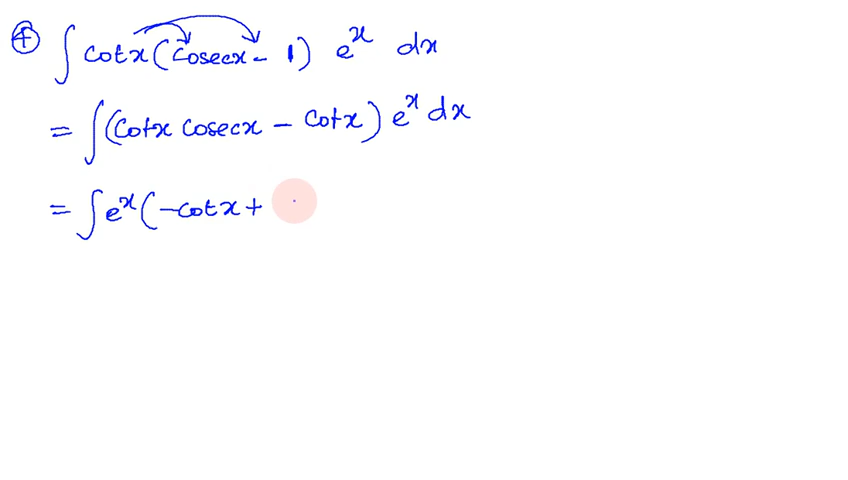 ④ ∫ cotx (cosecx - 1) e^x dx
= ∫ (cotx cosecx - cotx) e^x dx
= ∫ e^x (-cotx +